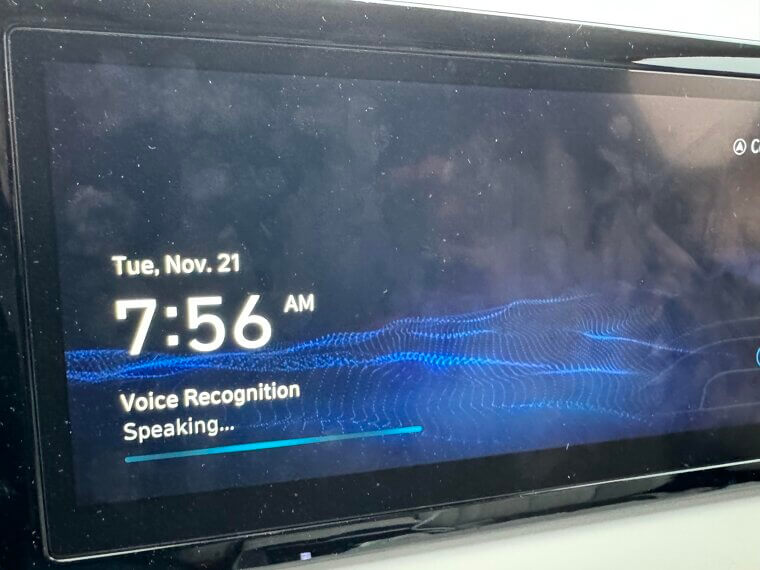 Tue, Nov. 21
7:56 AM
Voice Recognition
Speaking...